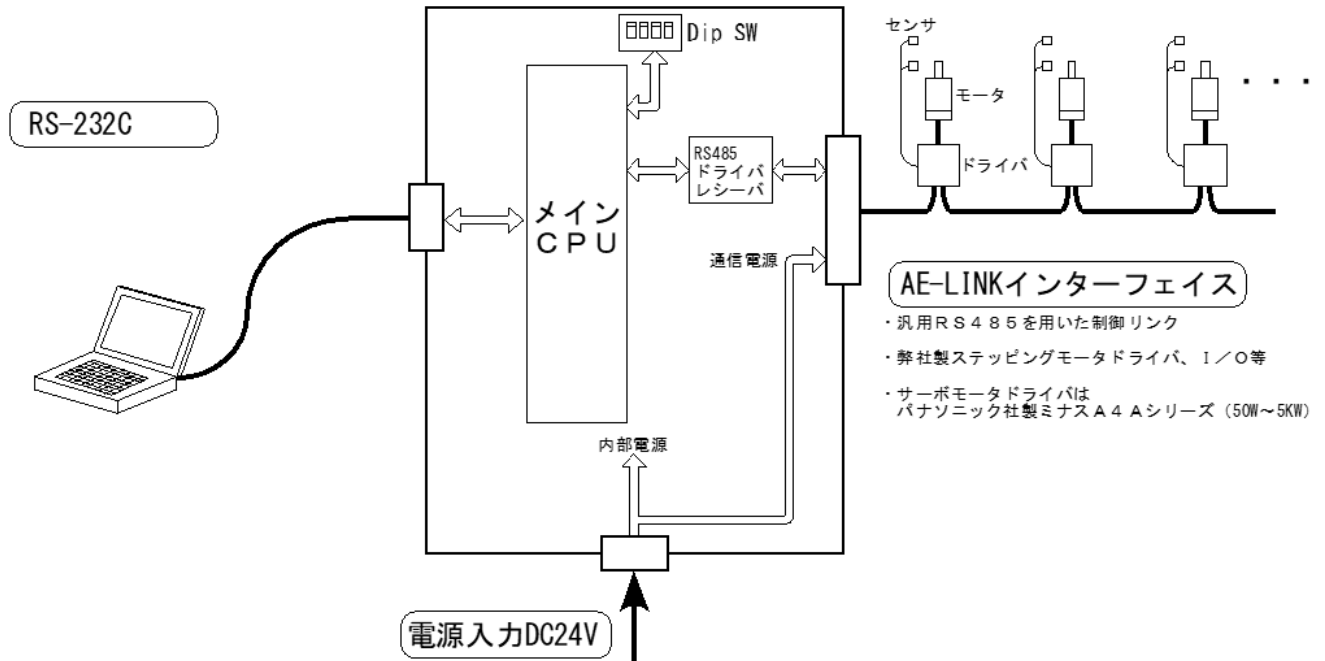 Dip SW
センサ
モータ
・・・
RS-232C
RS485
ドライバ
レシーバ
ドライバ
メイン
ＣＰＵ
通信電源
AE-LINKインターフェイス
・汎用ＲＳ４８５を用いた制御リンク
・弊社製ステッピングモータドライバ、Ｉ／Ｏ等
・サーボモータドライバは
パナソニック社製ミナスＡ４Ａシリーズ（50W～5KW）
内部電源
電源入力DC24V